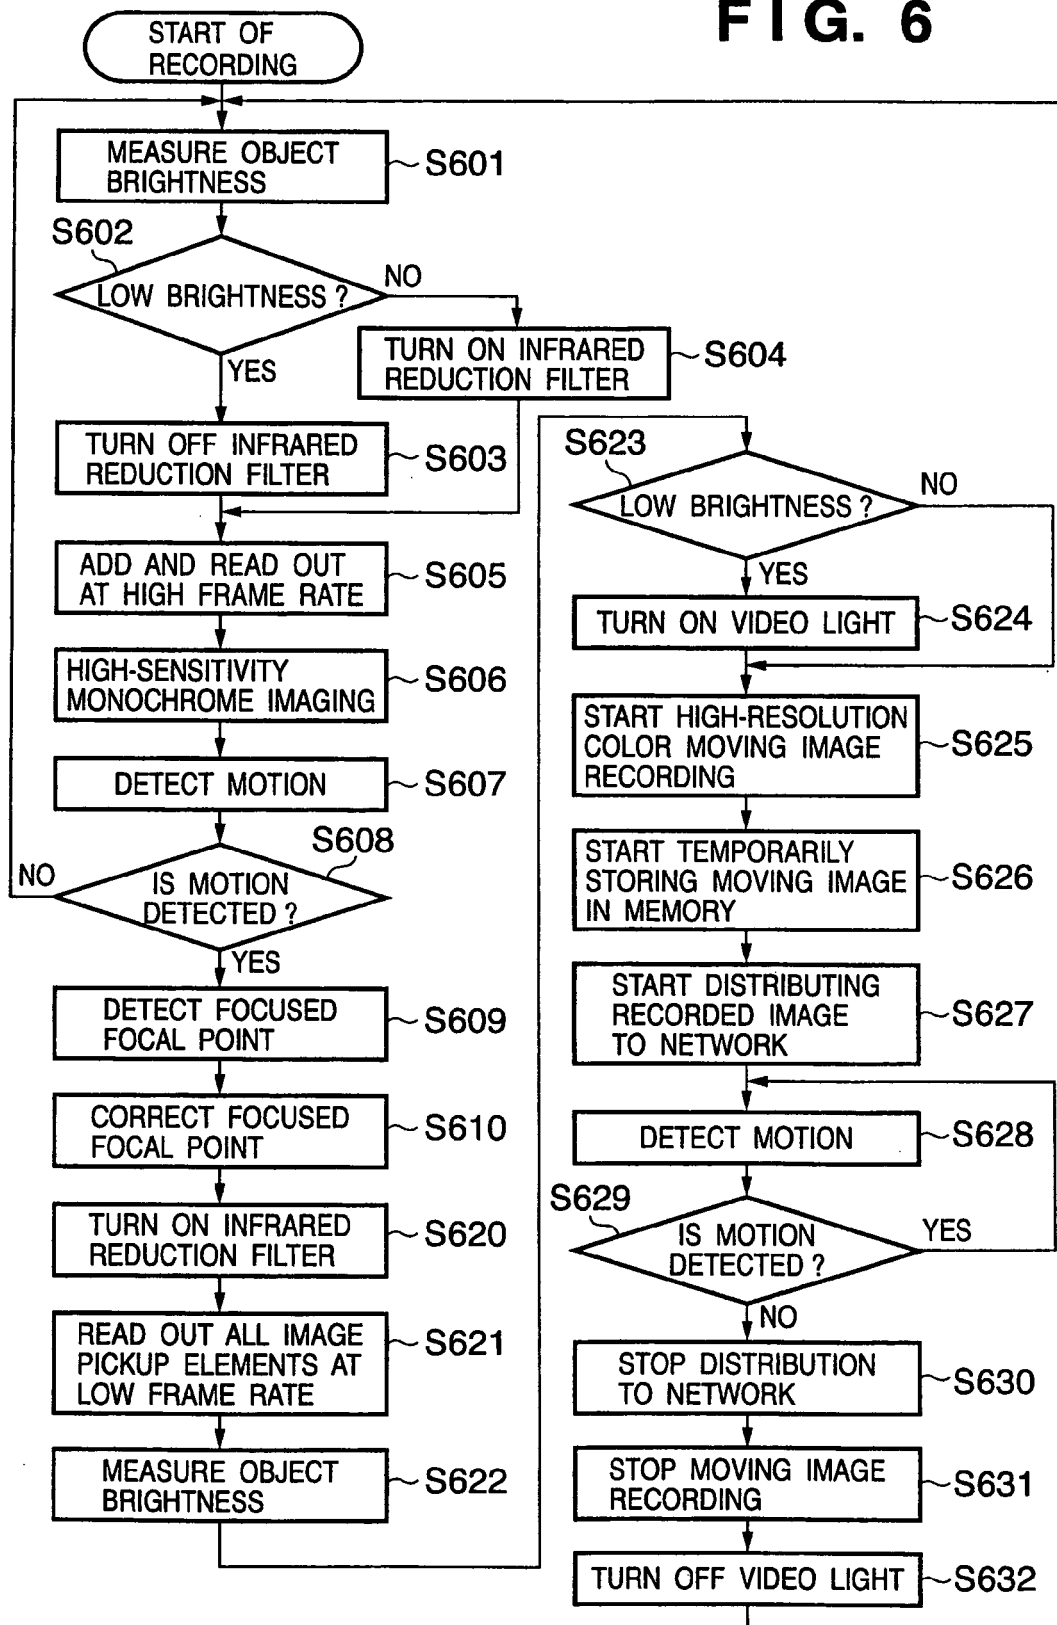 FIG. 6
START OF
RECORDING
MEASURE OBJECT
BRIGHTNESS
S601
S602
LOW BRIGHTNESS ?
NO
YES
TURN ON INFRARED
REDUCTION FILTER
S604
TURN OFF INFRARED
REDUCTION FILTER
S603
ADD AND READ OUT
AT HIGH FRAME RATE
S605
HIGH-SENSITIVITY
MONOCHROME IMAGING
S606
DETECT MOTION
S607
S608
IS MOTION
DETECTED ?
NO
YES
DETECT FOCUSED
FOCAL POINT
S609
CORRECT FOCUSED
FOCAL POINT
S610
TURN ON INFRARED
REDUCTION FILTER
S620
READ OUT ALL IMAGE
PICKUP ELEMENTS AT
LOW FRAME RATE
S621
MEASURE OBJECT
BRIGHTNESS
S622
S623
LOW BRIGHTNESS ?
NO
YES
TURN ON VIDEO LIGHT
S624
START HIGH-RESOLUTION
COLOR MOVING IMAGE
RECORDING
S625
START TEMPORARILY
STORING MOVING IMAGE
IN MEMORY
S626
START DISTRIBUTING
RECORDED IMAGE
TO NETWORK
S627
DETECT MOTION
S628
S629
IS MOTION
DETECTED ?
YES
NO
STOP DISTRIBUTION
TO NETWORK
S630
STOP MOVING IMAGE
RECORDING
S631
TURN OFF VIDEO LIGHT
S632